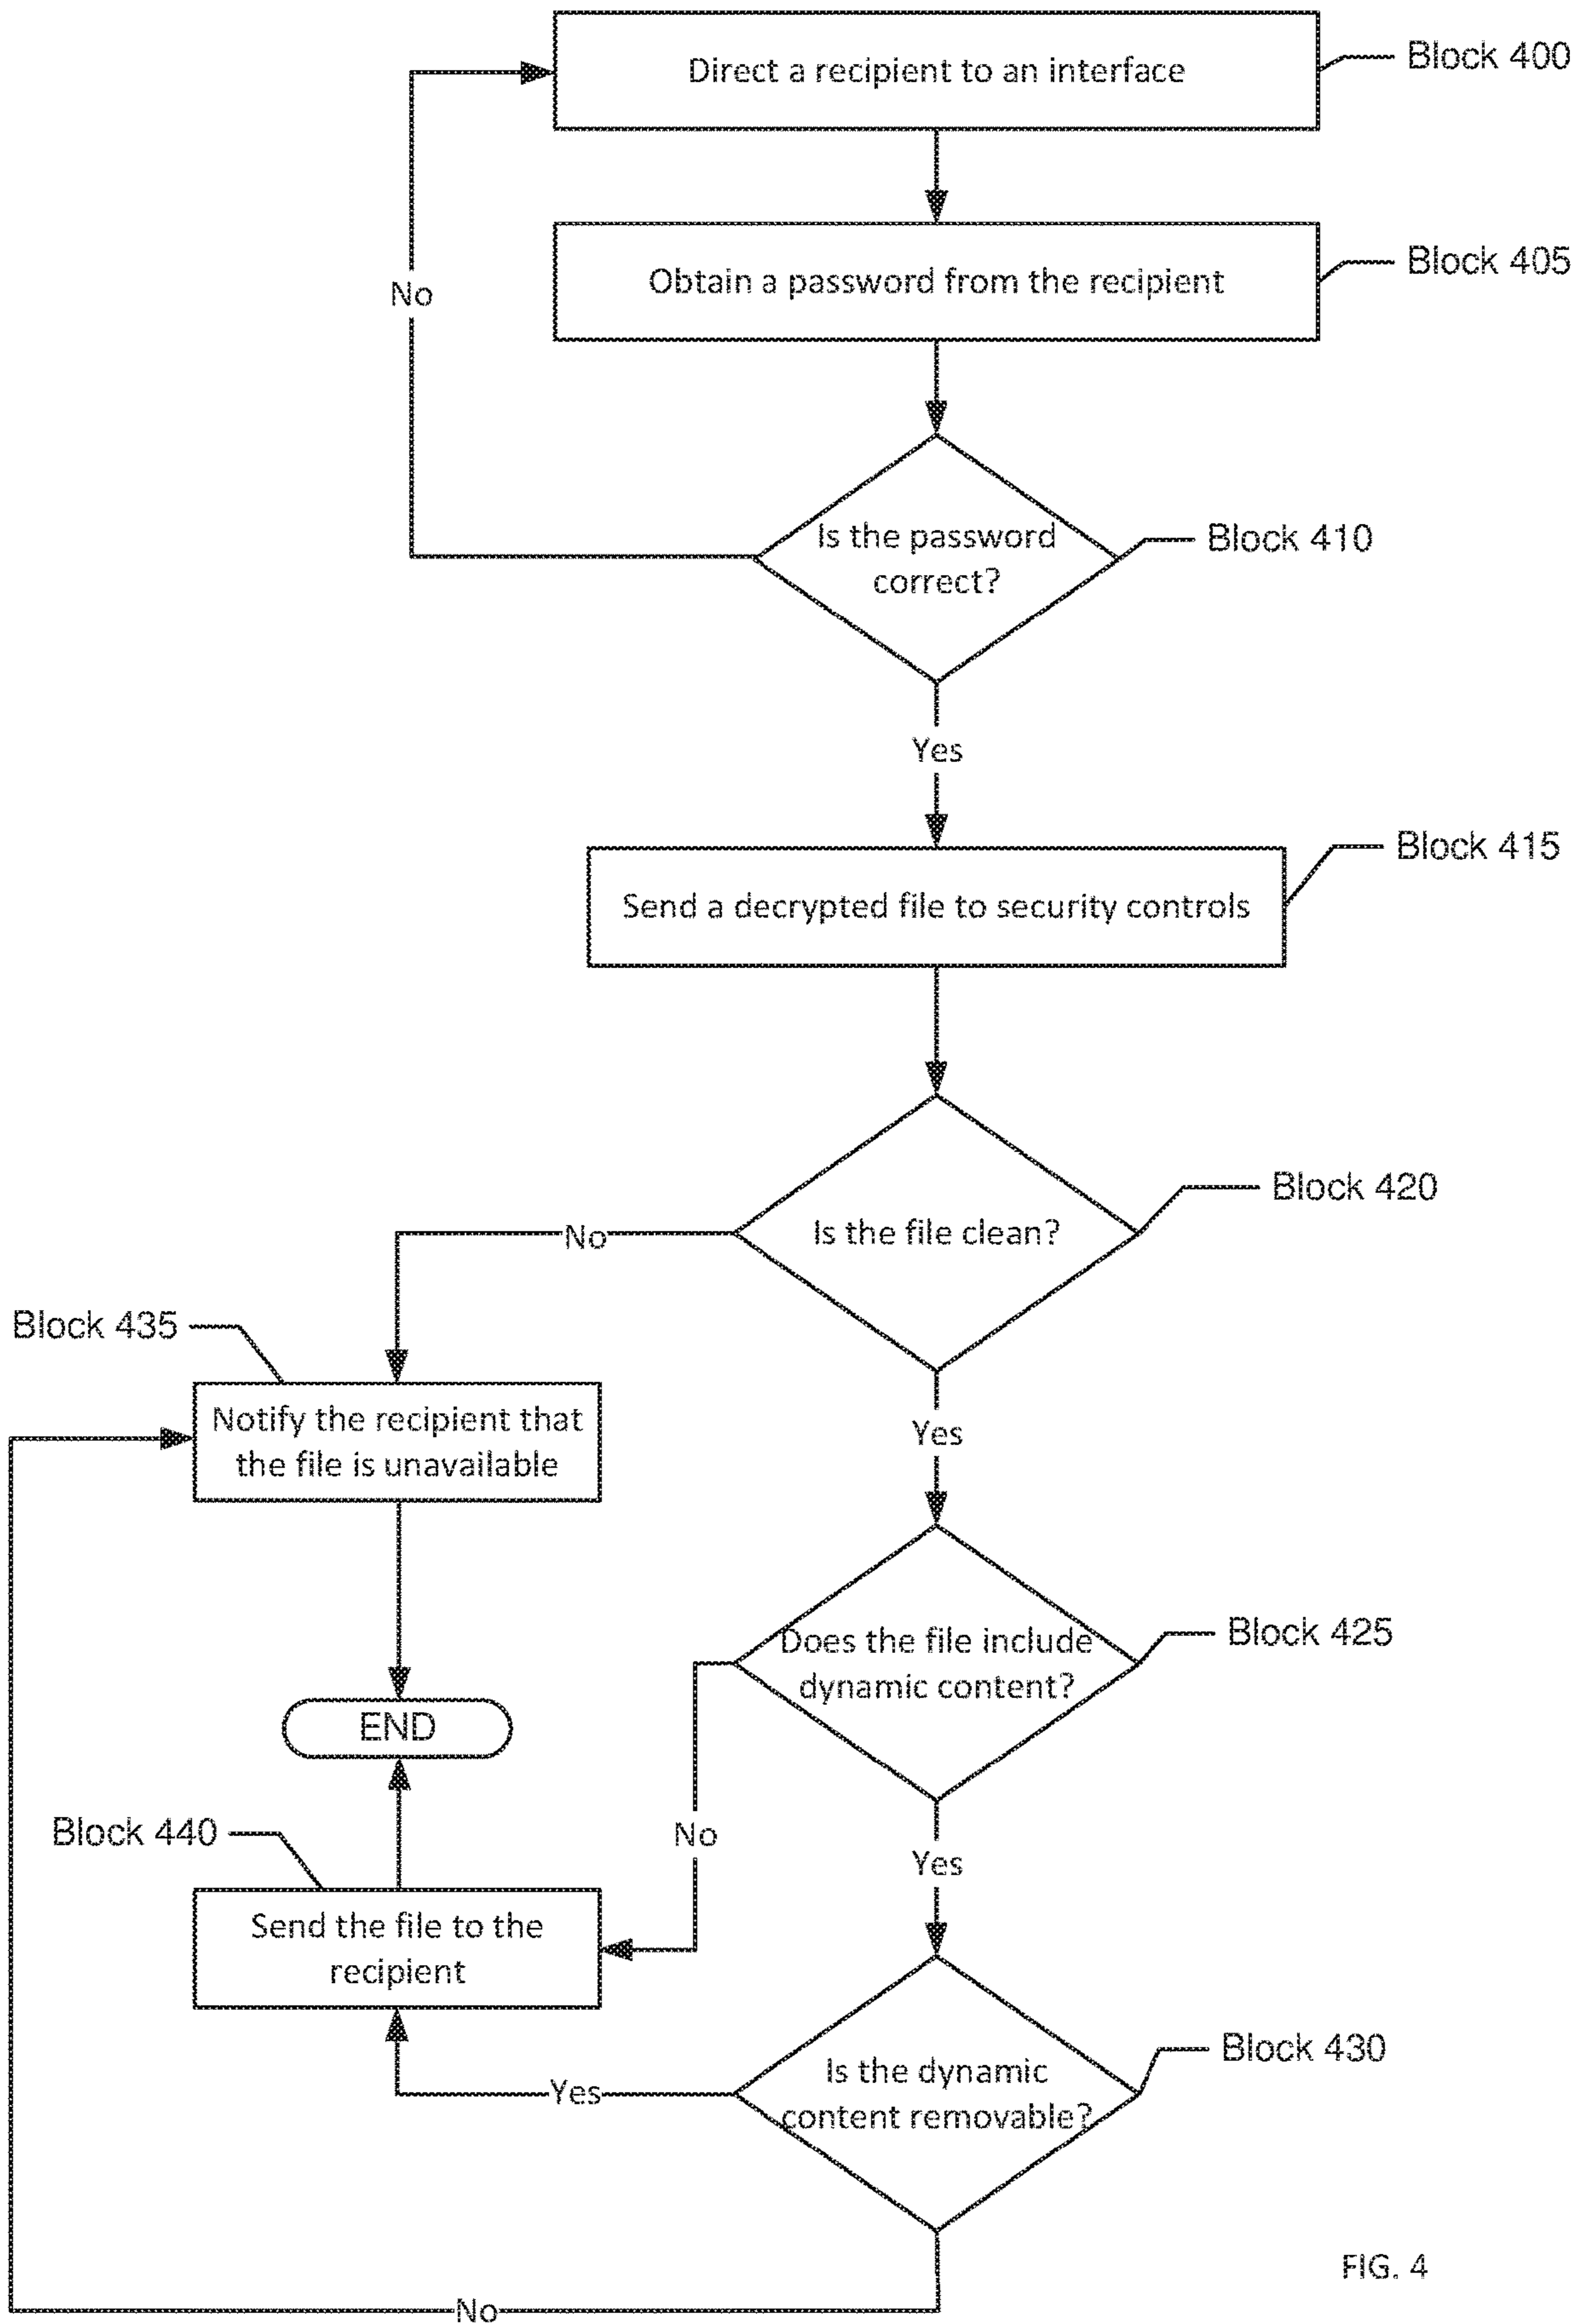 Direct a recipient to an interface
Block 400
Obtain a password from the recipient
Block 405
No
Is the password
correct?
Block 410
Yes
Send a decrypted file to security controls
Block 415
Is the file clean?
Block 420
No
Block 435
Notify the recipient that
the file is unavailable
Yes
Does the file include
dynamic content?
Block 425
END
No
Block 440
Yes
Send the file to the
recipient
Is the dynamic
content removable?
Block 430
Yes
No
FIG. 4